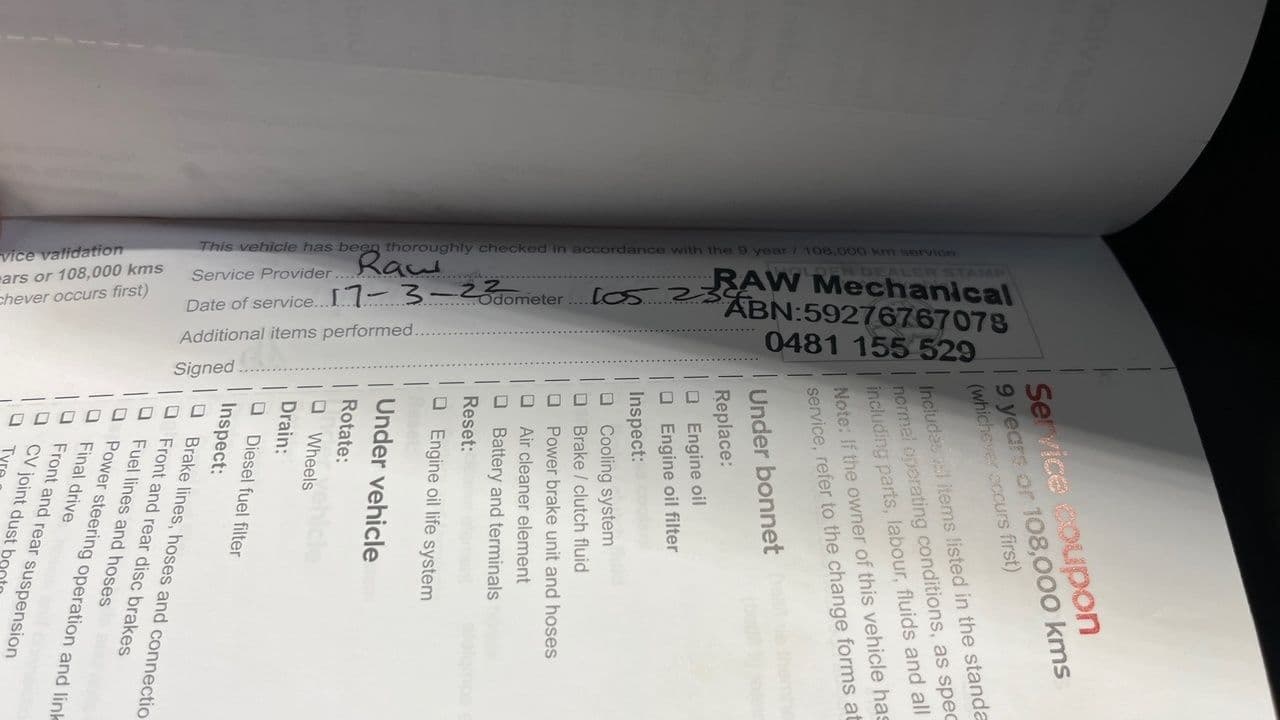 vice validation
ars or 108,000 kms
chever occurs first)
This vehicle has been thoroughly checked in accordance with the 9 year / 108,000 km service
Service Provider Raw
Date of service 17-3-22 Odometer 105 234
Additional items performed
Signed
HOLDEN DEALER STAMP
RAW Mechanical
ABN:59276767078
0481 155 529
Service coupon
9 years or 108,000 kms
(whichever occurs first)
Includes all items listed in the standa
normal operating conditions, as spec
including parts, labour, fluids and all
Note: If the owner of this vehicle has
service, refer to the change forms at
Under bonnet
Replace:
Engine oil
Engine oil filter
Inspect:
Cooling system
Brake / clutch fluid
Power brake unit and hoses
Air cleaner element
Battery and terminals
Reset:
Engine oil life system
Under vehicle
Rotate:
Wheels
Drain:
Diesel fuel filter
Inspect:
Brake lines, hoses and connectio
Front and rear disc brakes
Fuel lines and hoses
Power steering operation and link
Final drive
Front and rear suspension
CV joint dust boots